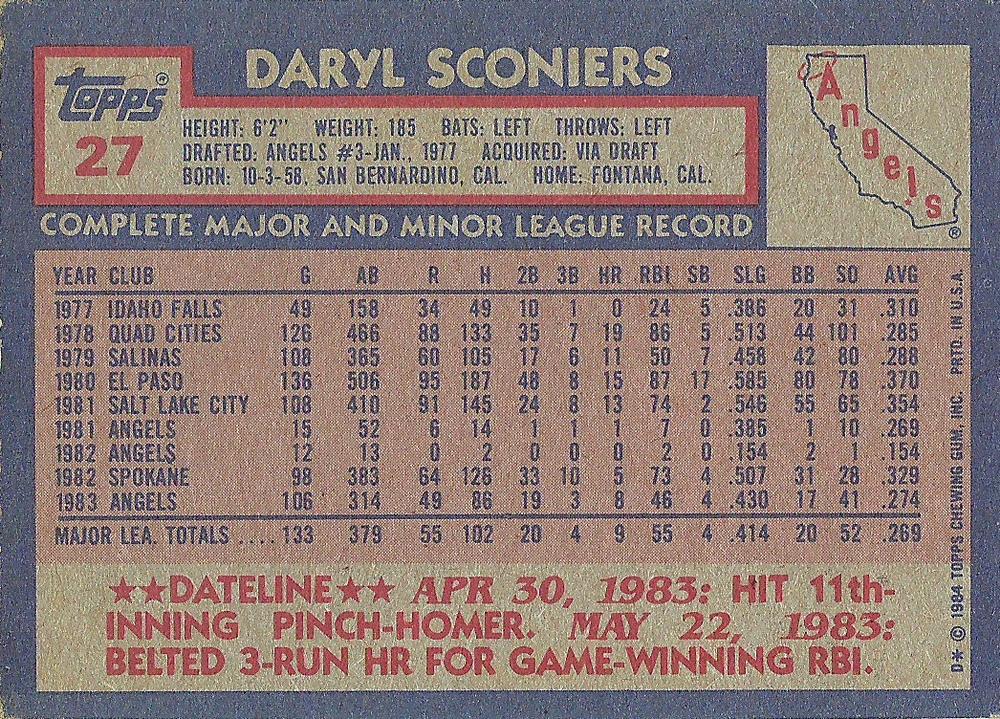 DARYL SCONIERS
Topps®
27
HEIGHT: 6'2" WEIGHT: 185 BATS: LEFT THROWS: LEFT
DRAFTED: ANGELS #3-JAN., 1977 ACQUIRED: VIA DRAFT
BORN: 10-3-58, SAN BERNARDINO, CAL. HOME: FONTANA, CAL.
Angels
®
COMPLETE MAJOR AND MINOR LEAGUE RECORD
YEAR CLUB G AB R H 2B 3B HR RBI SB SLG BB SO AVG
1977 IDAHO FALLS 49 158 34 49 10 1 0 24 5 .386 20 31 .310
1978 QUAD CITIES 126 466 88 133 35 7 19 86 5 .513 44 101 .285
1979 SALINAS 108 365 60 105 17 6 11 50 7 .458 42 80 .288
1980 EL PASO 136 506 95 187 48 8 15 87 17 .585 80 78 .370
1981 SALT LAKE CITY 108 410 91 145 24 8 13 74 2 .546 55 65 .354
1981 ANGELS 15 52 6 14 1 1 1 7 0 .385 1 10 .269
1982 ANGELS 12 13 0 2 0 0 0 2 0 .154 2 1 .154
1982 SPOKANE 98 383 64 126 33 10 5 73 4 .507 31 28 .329
1983 ANGELS 106 314 49 86 19 3 8 46 4 .430 17 41 .274
MAJOR LEA. TOTALS .... 133 379 55 102 20 4 9 55 4 .414 20 52 .269
★★DATELINE★★ APR 30, 1983: HIT 11th-
INNING PINCH-HOMER. MAY 22, 1983:
BELTED 3-RUN HR FOR GAME-WINNING RBI.
D* © 1984 TOPPS CHEWING GUM, INC. PRTD. IN U.S.A.